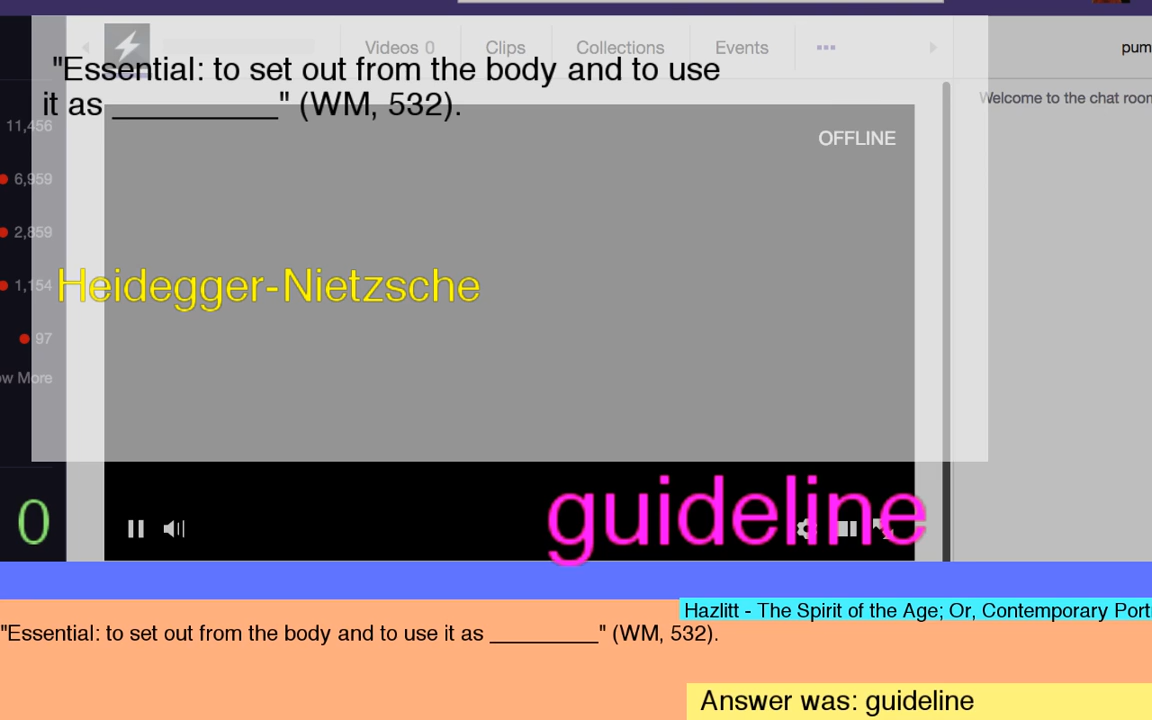 Videos 0 Clips Collections Events
pum
"Essential: to set out from the body and to use
it as __________" (WM, 532).
Welcome to the chat room
11,456
OFFLINE
6,959
2,859
Heidegger-Nietzsche
1,154
97
ow More
0
guideline
Hazlitt - The Spirit of the Age; Or, Contemporary Port
"Essential: to set out from the body and to use it as __________" (WM, 532).
Answer was: guideline